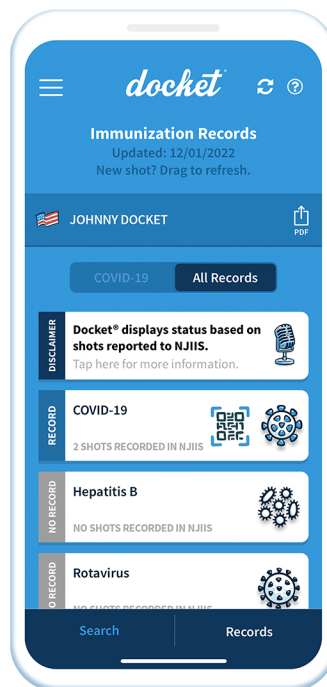 docket®
Immunization Records
Updated: 12/01/2022
New shot? Drag to refresh.
JOHNNY DOCKET
PDF
COVID-19
All Records
DISCLAIMER
Docket® displays status based on
shots reported to NJIIS.
Tap here for more information.
RECORD
COVID-19
2 SHOTS RECORDED IN NJIIS
NO RECORD
Hepatitis B
NO SHOTS RECORDED IN NJIIS
NO RECORD
Rotavirus
NO SHOTS RECORDED IN NJIIS
Search
Records